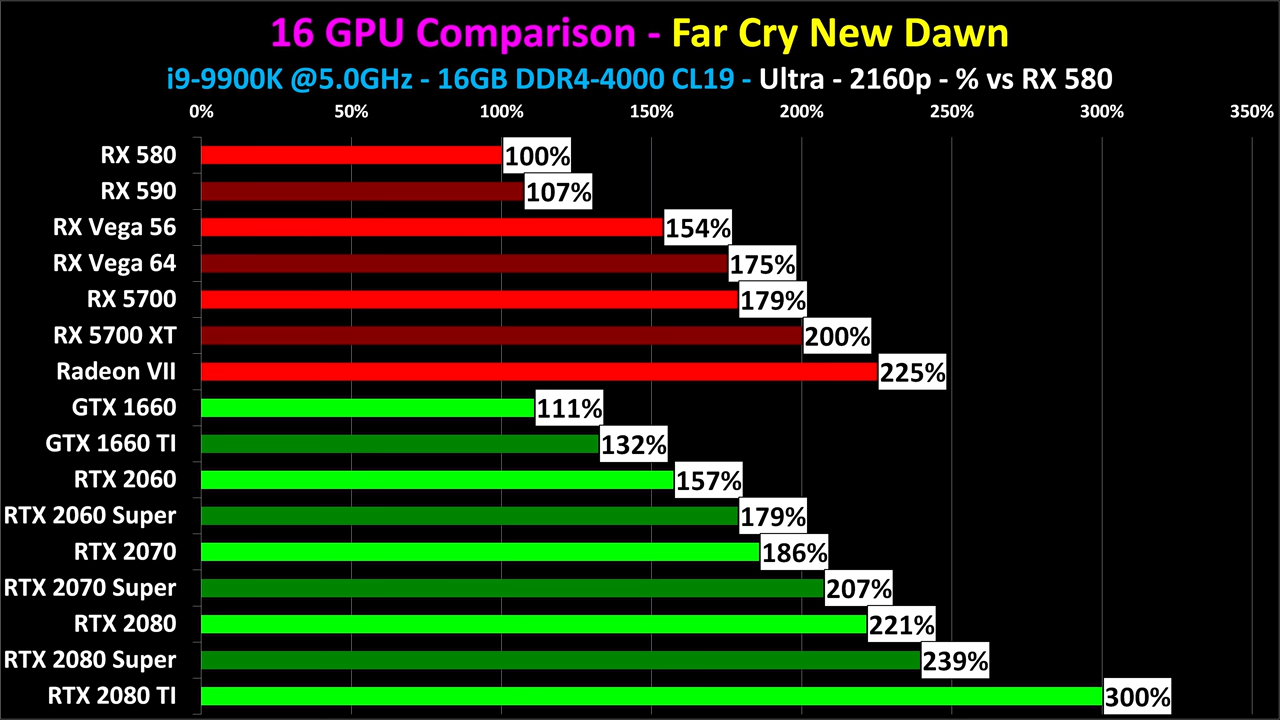 16 GPU Comparison - Far Cry New Dawn
i9-9900K @5.0GHz - 16GB DDR4-4000 CL19 - Ultra - 2160p - % vs RX 580
0% 50% 100% 150% 200% 250% 300% 350%
RX 580 100%
RX 590 107%
RX Vega 56 154%
RX Vega 64 175%
RX 5700 179%
RX 5700 XT 200%
Radeon VII 225%
GTX 1660 111%
GTX 1660 TI 132%
RTX 2060 157%
RTX 2060 Super 179%
RTX 2070 186%
RTX 2070 Super 207%
RTX 2080 221%
RTX 2080 Super 239%
RTX 2080 TI 300%